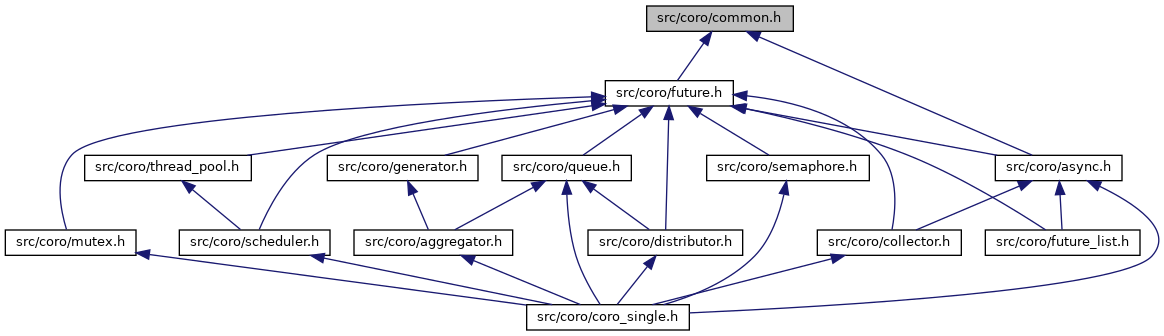 src/coro/common.h
src/coro/future.h
src/coro/thread_pool.h
src/coro/generator.h
src/coro/queue.h
src/coro/semaphore.h
src/coro/async.h
src/coro/mutex.h
src/coro/scheduler.h
src/coro/aggregator.h
src/coro/distributor.h
src/coro/collector.h
src/coro/future_list.h
src/coro/coro_single.h